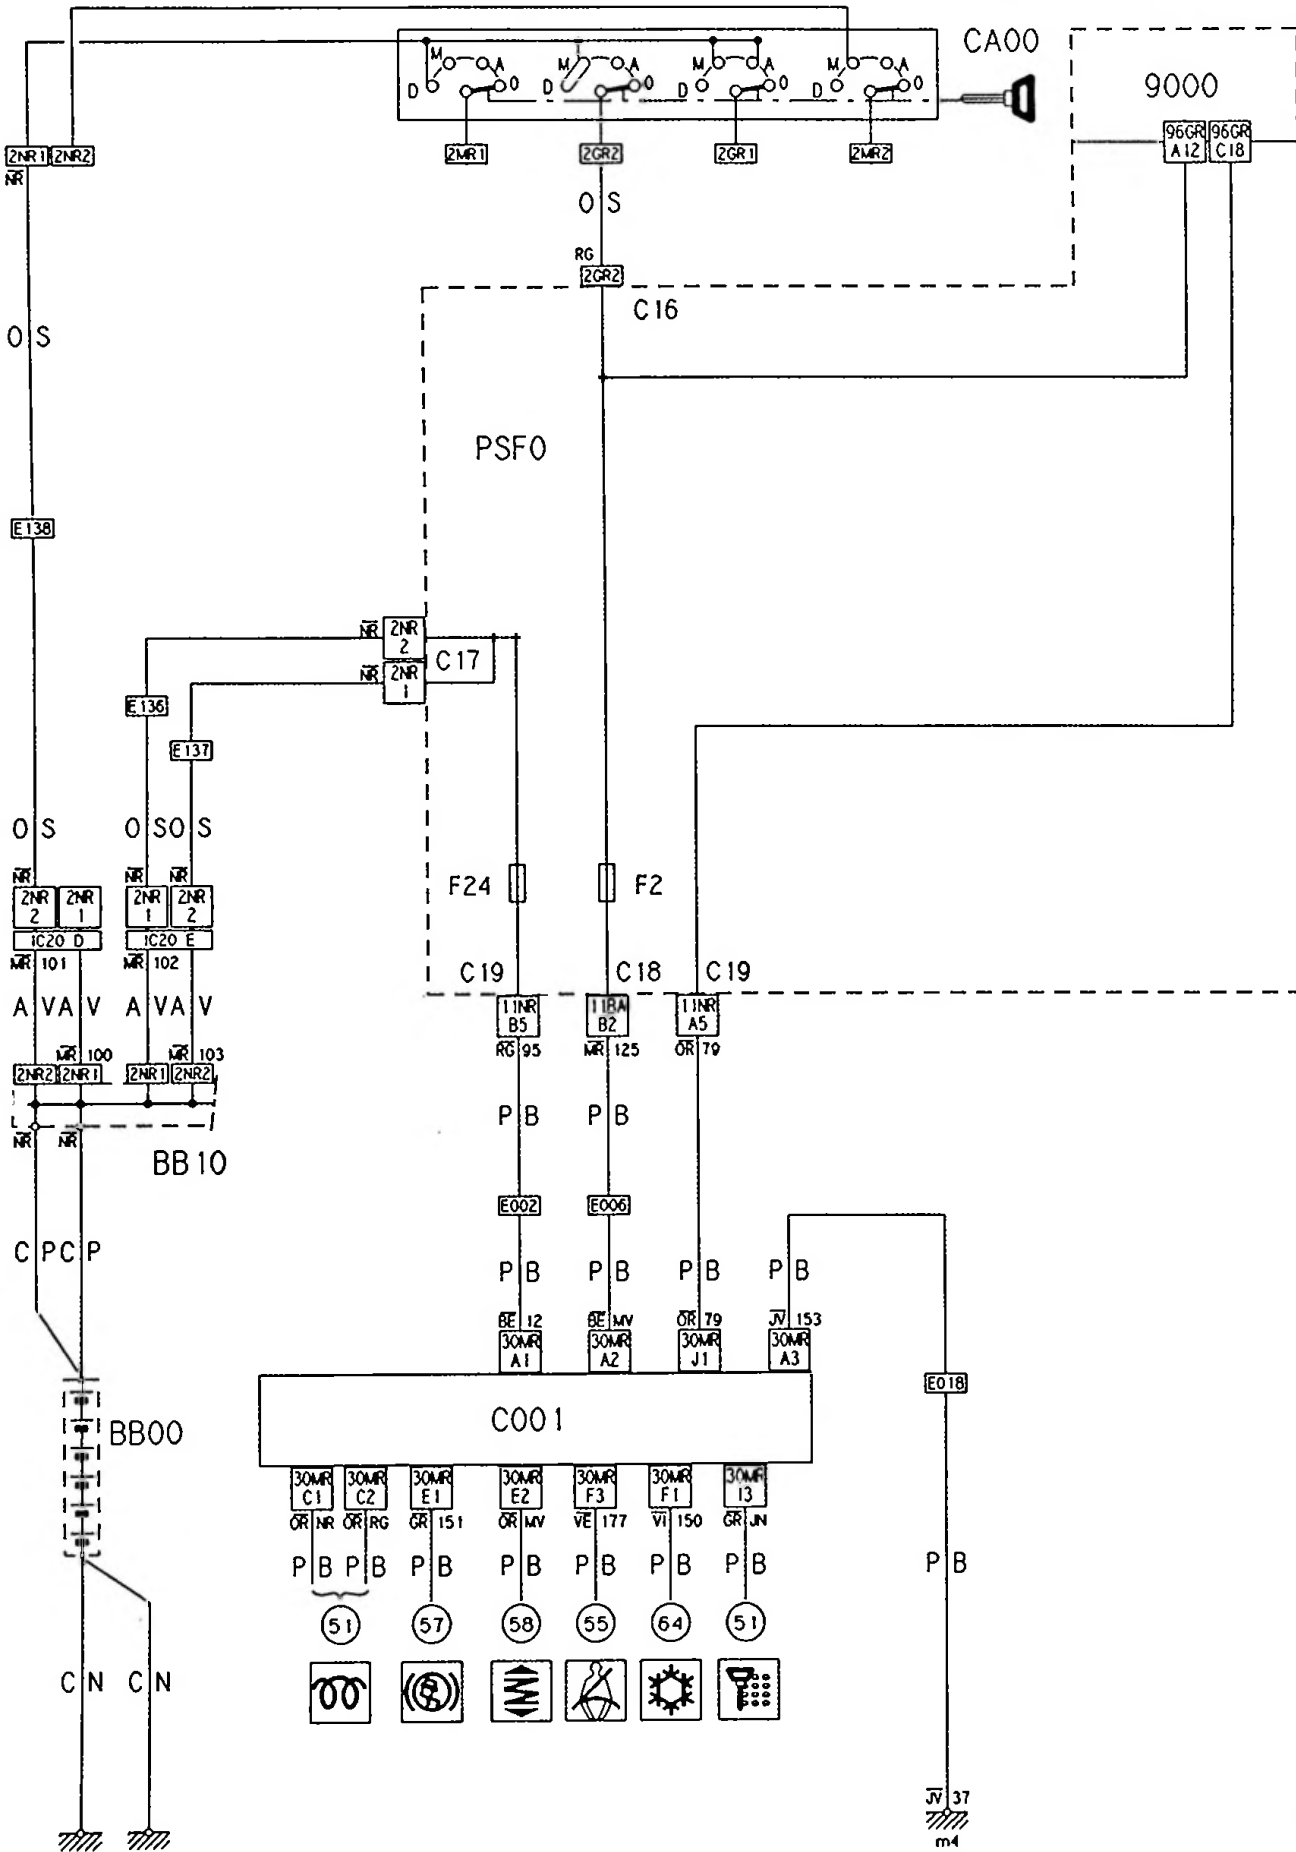 CA00
9000
M A M A M A M A
D O D O D O D O
2NR1 2NR2
NR
2MR1 2GR2 2GR1 2MR2
96GR A12 96GR C18
O S
RG
2GR2
C16
O S
PSF0
E138
NR 2NR 2
C17
NR 2NR 1
E136
E137
O S O S O S
NR NR NR
2NR 2 2NR 1 2NR 1 2NR 2
1C20 D 1C20 E
MR 101 MR 102
A V A V A V A V
MR 100 MR 103
2NR2 2NR1 2NR1 2NR2
NR NR
BB10
F24 F2
C19 C18 C19
11NR B5 11BA B2 11NR A5
RG 95 MR 125 OR 79
P B P B
E002 E006
C P C P
P B P B P B P B
BE 12 BE MV OR 79 JV 153
30MR A1 30MR A2 30MR J1 30MR A3
E018
C001
BB00
30MR C1 30MR C2 30MR E1 30MR E2 30MR F3 30MR F1 30MR I3
OR NR OR RG GR 151 OR MV VE 177 VI 150 GR JN
P B P B P B P B P B P B P B P B
51 57 58 55 64 51
C N C N
JV 37
m4